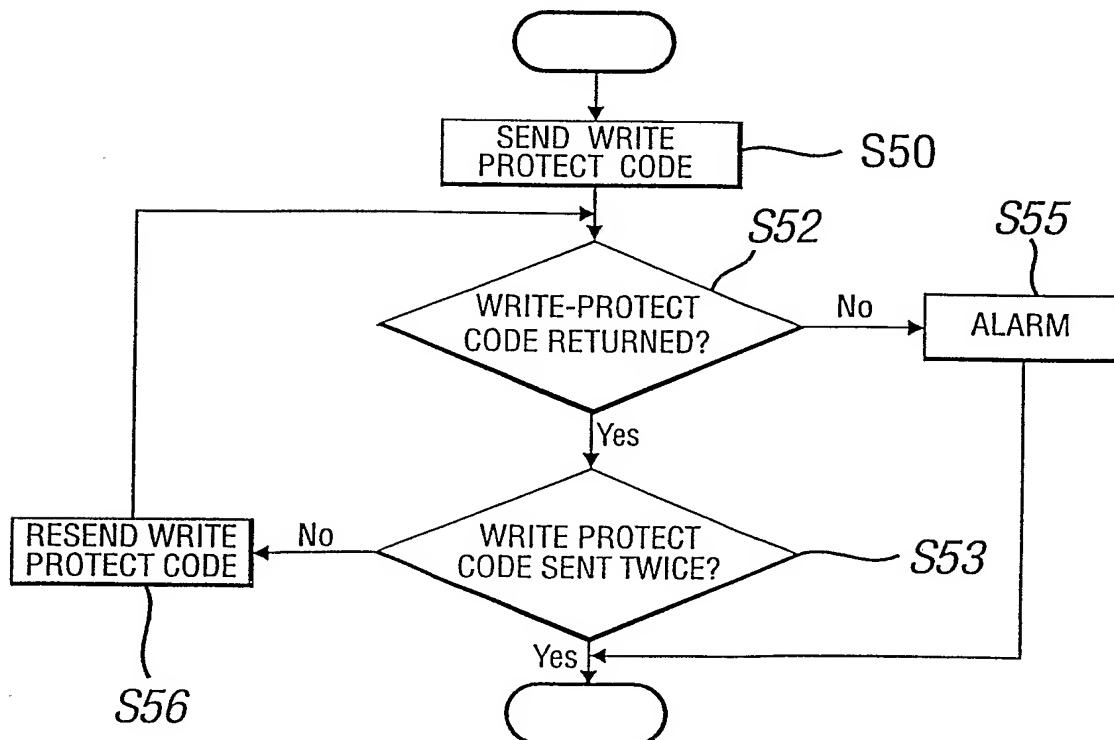 SEND WRITE
PROTECT CODE
S50
S52
S55
WRITE-PROTECT
CODE RETURNED?
No
ALARM
Yes
RESEND WRITE
PROTECT CODE
No
WRITE PROTECT
CODE SENT TWICE?
S53
Yes
S56